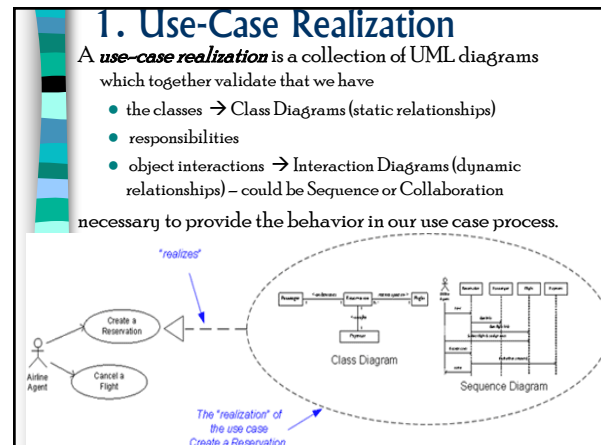 1. Use-Case Realization
A use-case realization is a collection of UML diagrams
which together validate that we have
the classes → Class Diagrams (static relationships)
responsibilities
object interactions → Interaction Diagrams (dynamic
relationships) – could be Sequence or Collaboration
necessary to provide the behavior in our use case process.
"realizes"
Create a
Reservation
Airline
Agent
Cancel a
Flight
Passenger
Reservation
Flight
Payment
Class Diagram
Airline
Agent
Sequence Diagram
The "realization" of
the use case
Create a Reservation